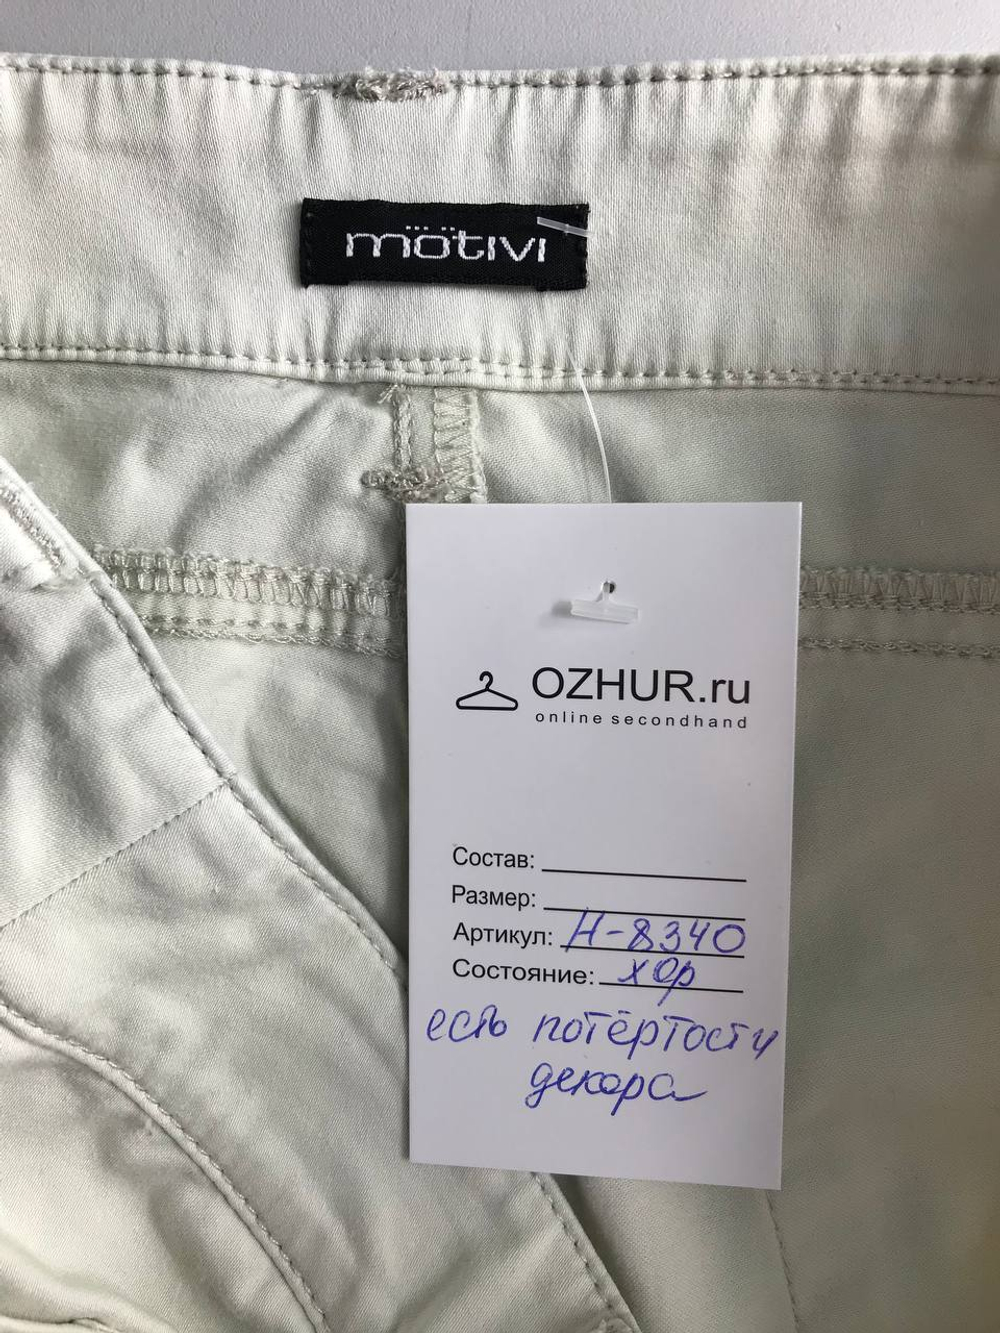 mötivi
OZHUR.ru
online secondhand
Состав:
Размер:
Артикул: Н-8340
Состояние: хор
есть потёртости
декора